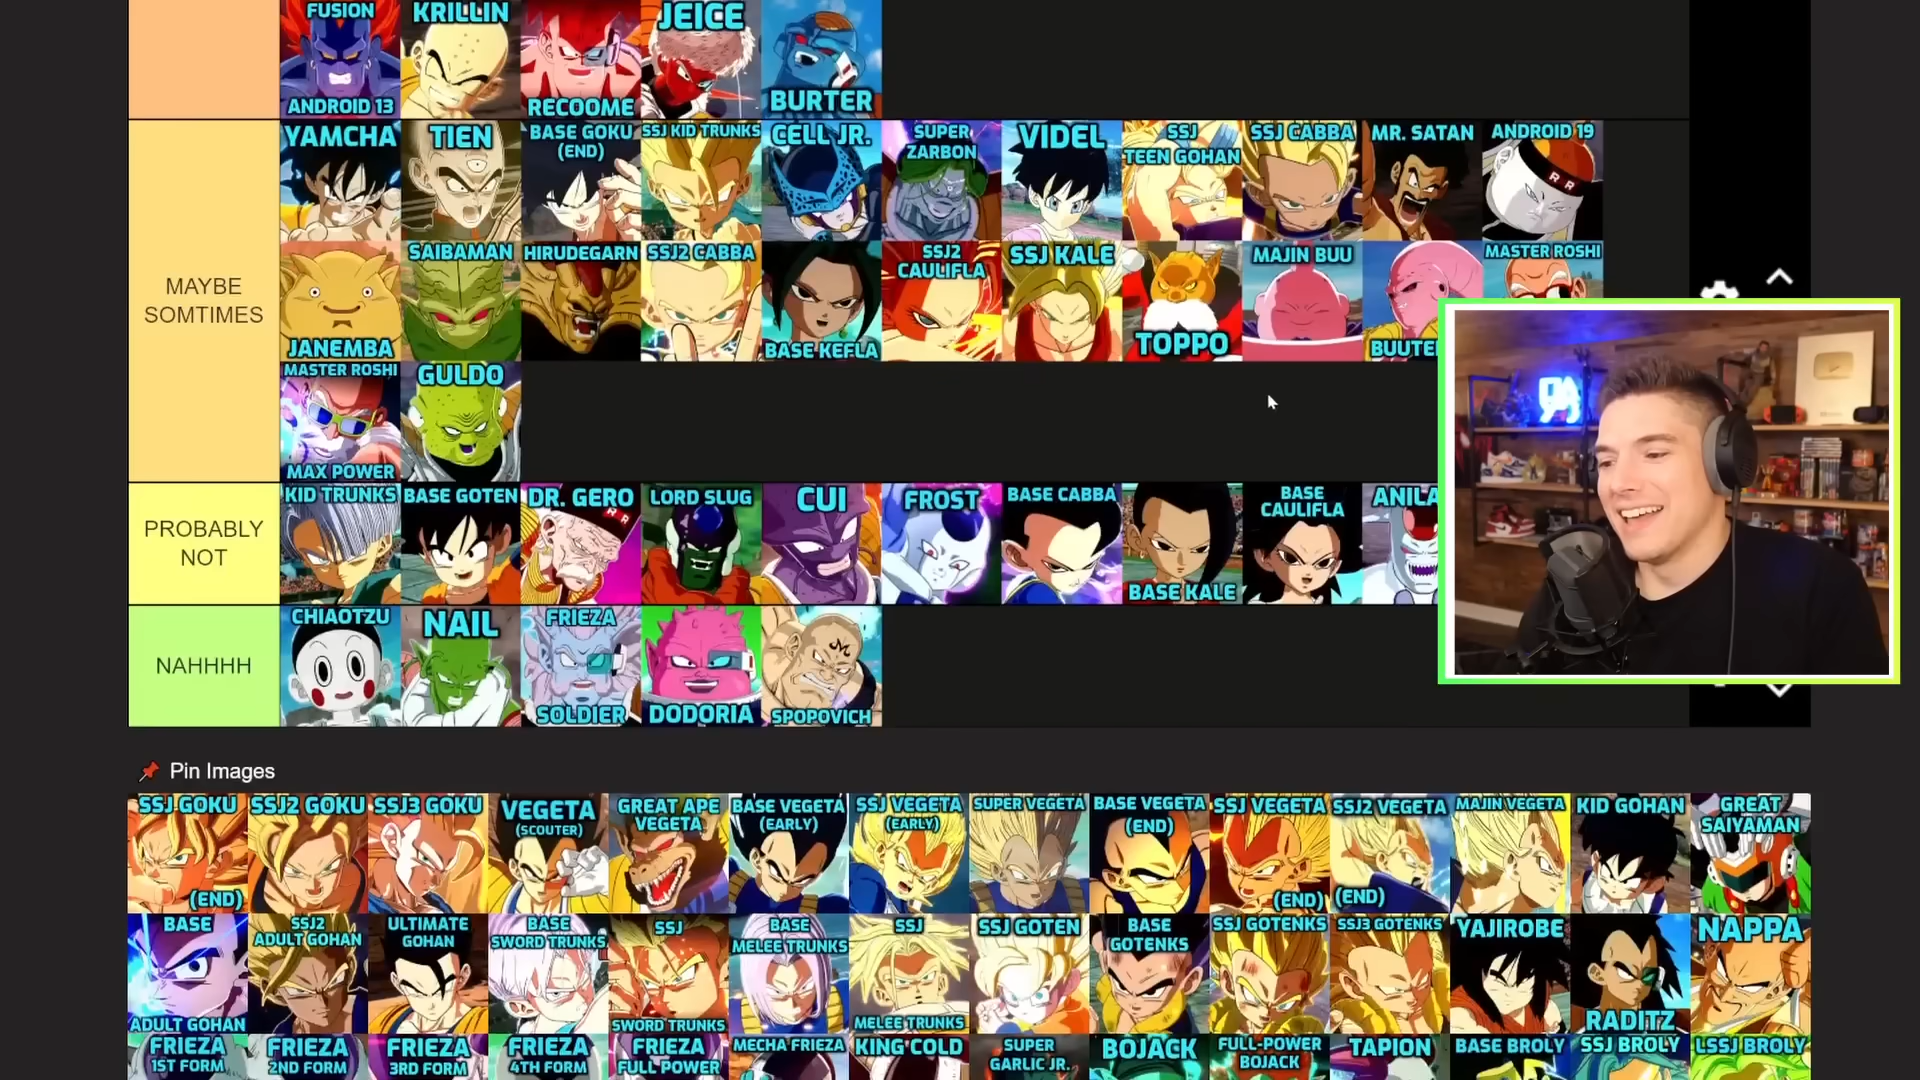 FUSION
ANDROID 13
KRILLIN
RECOOME
JEICE
BURTER
MAYBE
SOMTIMES
YAMCHA
TIEN
BASE GOKU
(END)
SSJ KID TRUNKS
CELL JR.
SUPER
ZARBON
VIDEL
SSJ
TEEN GOHAN
SSJ CABBA
MR. SATAN
ANDROID 19
RR
JANEMBA
SAIBAMAN
HIRUDEGARN
SSJ2 CABBA
BASE KEFLA
SSJ2
CAULIFLA
SSJ KALE
TOPPO
MAJIN BUU
MASTER ROSHI
MASTER ROSHI
MAX POWER
GULDO
PROBABLY
NOT
KID TRUNKS
BASE GOTEN
DR. GERO
RR
LORD SLUG
CUI
FROST
BASE CABBA
BASE KALE
BASE
CAULIFLA
NAHHHH
CHIAOTZU
NAIL
FRIEZA
SOLDIER
DODORIA
SPOPOVICH
Pin Images
SSJ GOKU
(END)
SSJ2 GOKU
SSJ3 GOKU
VEGETA
(SCOUTER)
GREAT APE
VEGETA
BASE VEGETA
(EARLY)
SSJ VEGETA
(EARLY)
SUPER VEGETA
BASE VEGETA
(END)
SSJ VEGETA
(END)
SSJ2 VEGETA
(END)
MAJIN VEGETA
KID GOHAN
GREAT
SAIYAMAN
BASE
ADULT GOHAN
SSJ2
ADULT GOHAN
ULTIMATE
GOHAN
BASE
SWORD TRUNKS
SSJ
SWORD TRUNKS
BASE
MELEE TRUNKS
SSJ
MELEE TRUNKS
SSJ GOTEN
BASE
GOTENKS
SSJ GOTENKS
SSJ3 GOTENKS
YAJIROBE
RADITZ
NAPPA
FRIEZA
1ST FORM
FRIEZA
2ND FORM
FRIEZA
3RD FORM
FRIEZA
4TH FORM
FRIEZA
FULL POWER
MECHA FRIEZA
KING COLD
SUPER
GARLIC JR.
BOJACK
FULL-POWER
BOJACK
TAPION
BASE BROLY
SSJ BROLY
LSSJ BROLY